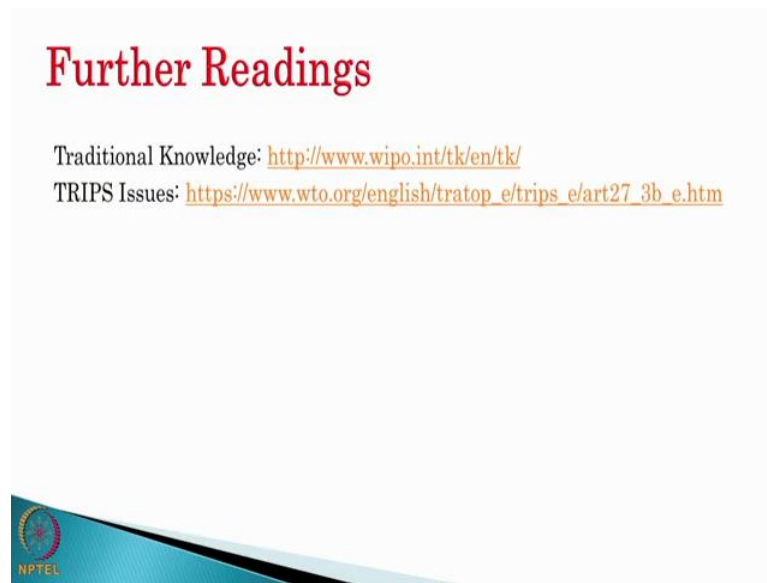 Further Readings
Traditional Knowledge: http://www.wipo.int/tk/en/tk/
TRIPS Issues: https://www.wto.org/english/tratop_e/trips_e/art27_3b_e.htm
NPTEL